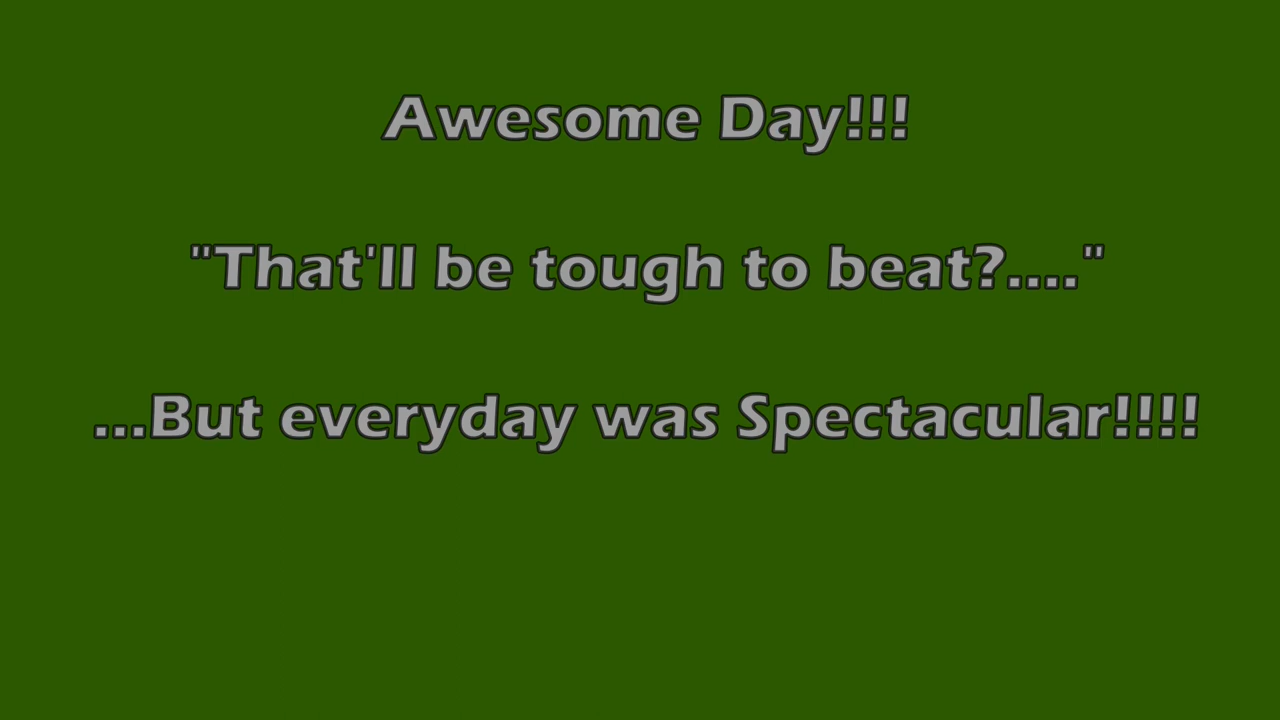 Awesome Day!!!
"That'll be tough to beat?...."
...But everyday was Spectacular!!!!